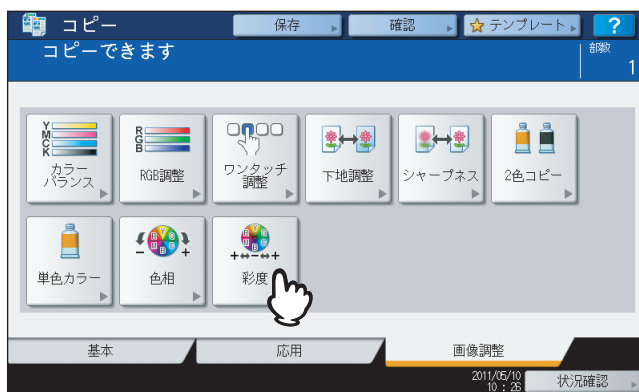 コピー
保存
確認
テンプレート
?
コピーできます
部数
1
Y
M
C
K
カラー
バランス
R
G
B
RGB調整
ワンタッチ
調整
下地調整
シャープネス
2色コピー
単色カラー
色相
彩度
基本
応用
画像調整
2011/05/10
10 : 26
状況確認